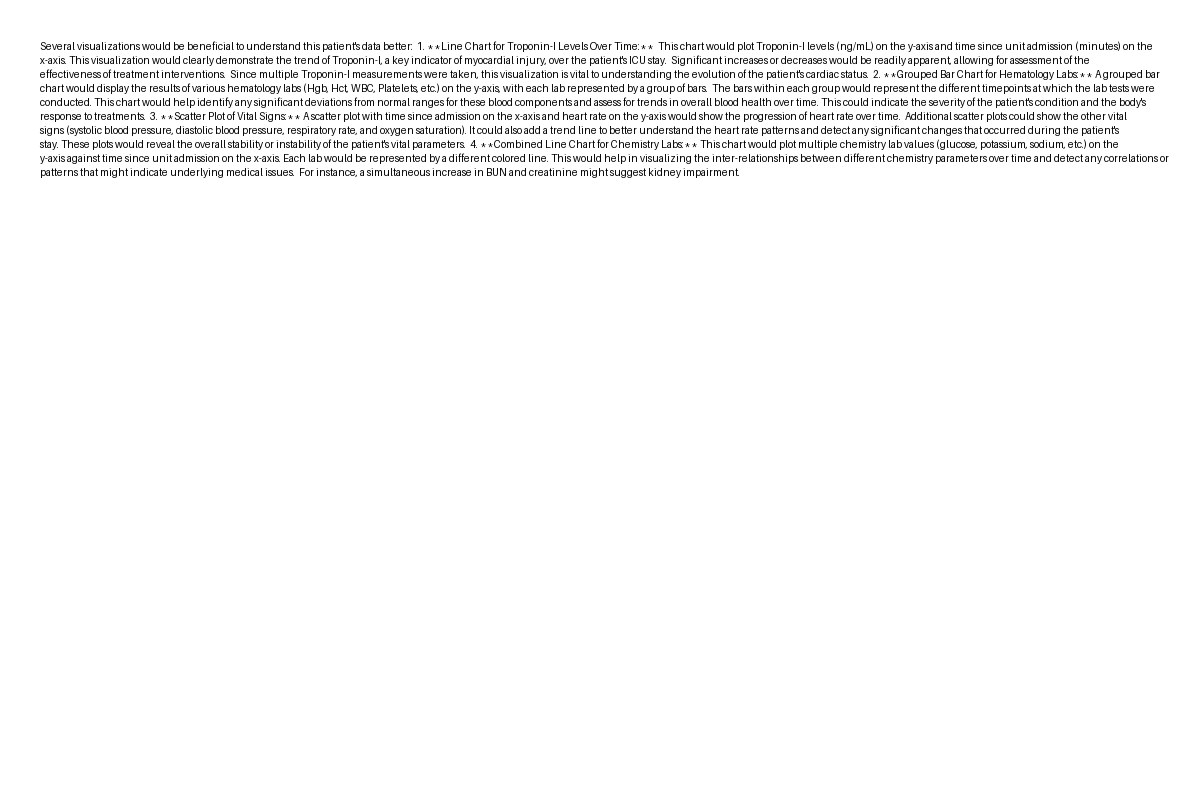 Several visualizations would be beneficial to understand this patient's data better:  1. **Line Chart for Troponin-I Levels Over Time:**  This chart would plot Troponin-I levels (ng/mL) on the y-axis and time since unit admission (minutes) on the
x-axis. This visualization would clearly demonstrate the trend of Troponin-I, a key indicator of myocardial injury, over the patient's ICU stay.  Significant increases or decreases would be readily apparent, allowing for assessment of the
effectiveness of treatment interventions.  Since multiple Troponin-I measurements were taken, this visualization is vital to understanding the evolution of the patient's cardiac status.  2. **Grouped Bar Chart for Hematology Labs:** A grouped bar
chart would display the results of various hematology labs (Hgb, Hct, WBC, Platelets, etc.) on the y-axis, with each lab represented by a group of bars.  The bars within each group would represent the different timepoints at which the lab tests were
conducted. This chart would help identify any significant deviations from normal ranges for these blood components and assess for trends in overall blood health over time. This could indicate the severity of the patient's condition and the body's
response to treatments.  3. **Scatter Plot of Vital Signs:** A scatter plot with time since admission on the x-axis and heart rate on the y-axis would show the progression of heart rate over time.  Additional scatter plots could show the other vital
signs (systolic blood pressure, diastolic blood pressure, respiratory rate, and oxygen saturation). It could also add a trend line to better understand the heart rate patterns and detect any significant changes that occurred during the patient's
stay. These plots would reveal the overall stability or instability of the patient's vital parameters.  4. **Combined Line Chart for Chemistry Labs:** This chart would plot multiple chemistry lab values (glucose, potassium, sodium, etc.) on the
y-axis against time since unit admission on the x-axis. Each lab would be represented by a different colored line. This would help in visualizing the inter-relationships between different chemistry parameters over time and detect any correlations or
patterns that might indicate underlying medical issues.  For instance, a simultaneous increase in BUN and creatinine might suggest kidney impairment.